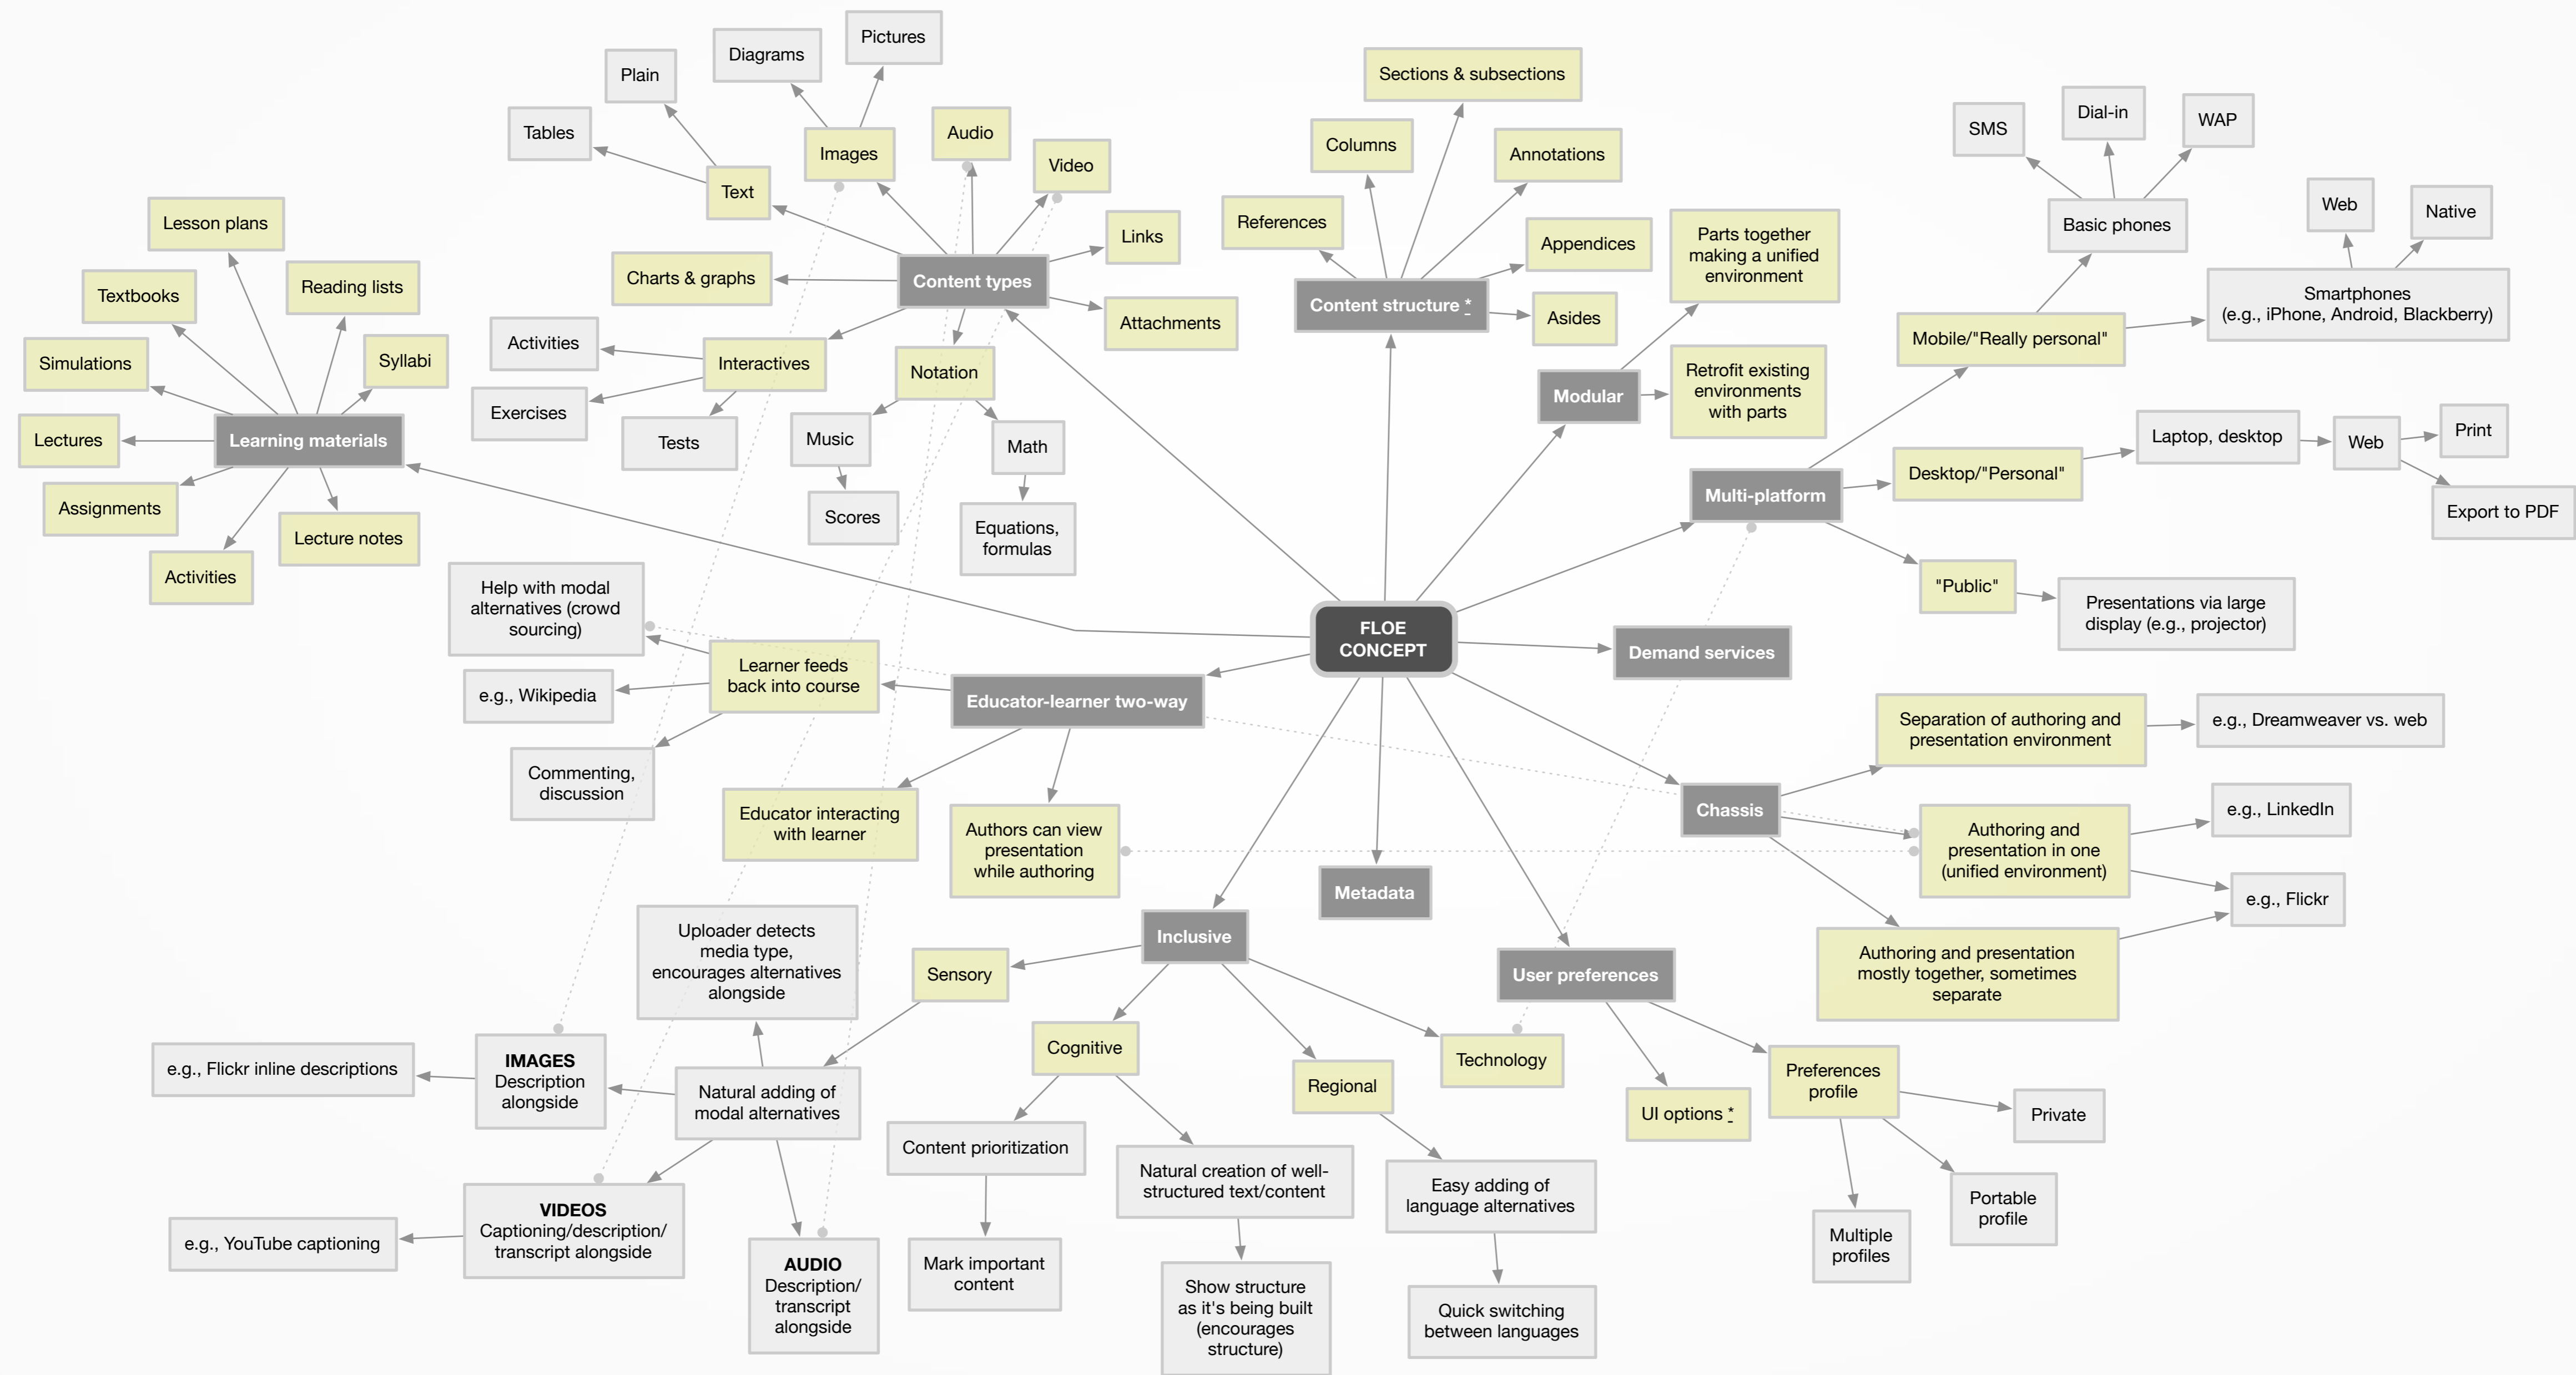 Pictures
Diagrams
Plain
Tables
Images
Text
Audio
Video
Links
Charts & graphs
Content types
Attachments
Activities
Interactives
Exercises
Tests
Notation
Music
Scores
Math
Equations,
formulas
Lesson plans
Textbooks
Reading lists
Simulations
Syllabi
Lectures
Learning materials
Assignments
Lecture notes
Activities
Sections & subsections
Columns
Annotations
References
Appendices
Content structure *
Asides
Parts together
making a unified
environment
Modular
Retrofit existing
environments
with parts
SMS
Dial-in
WAP
Basic phones
Web
Native
Smartphones
(e.g., iPhone, Android, Blackberry)
Mobile/"Really personal"
Multi-platform
Desktop/"Personal"
Laptop, desktop
Web
Print
Export to PDF
"Public"
Presentations via large
display (e.g., projector)
FLOE
CONCEPT
Demand services
Help with modal
alternatives (crowd
sourcing)
Learner feeds
back into course
e.g., Wikipedia
Commenting,
discussion
Educator-learner two-way
Educator interacting
with learner
Authors can view
presentation
while authoring
Separation of authoring and
presentation environment
e.g., Dreamweaver vs. web
Chassis
Authoring and
presentation in one
(unified environment)
e.g., LinkedIn
e.g., Flickr
Authoring and presentation
mostly together, sometimes
separate
Metadata
Inclusive
Sensory
Cognitive
Regional
Technology
User preferences
UI options *
Preferences
profile
Private
Portable
profile
Multiple
profiles
Uploader detects
media type,
encourages alternatives
alongside
Natural adding of
modal alternatives
IMAGES
Description
alongside
e.g., Flickr inline descriptions
VIDEOS
Captioning/description/
transcript alongside
e.g., YouTube captioning
AUDIO
Description/
transcript
alongside
Content prioritization
Mark important
content
Natural creation of well-
structured text/content
Show structure
as it's being built
(encourages
structure)
Easy adding of
language alternatives
Quick switching
between languages